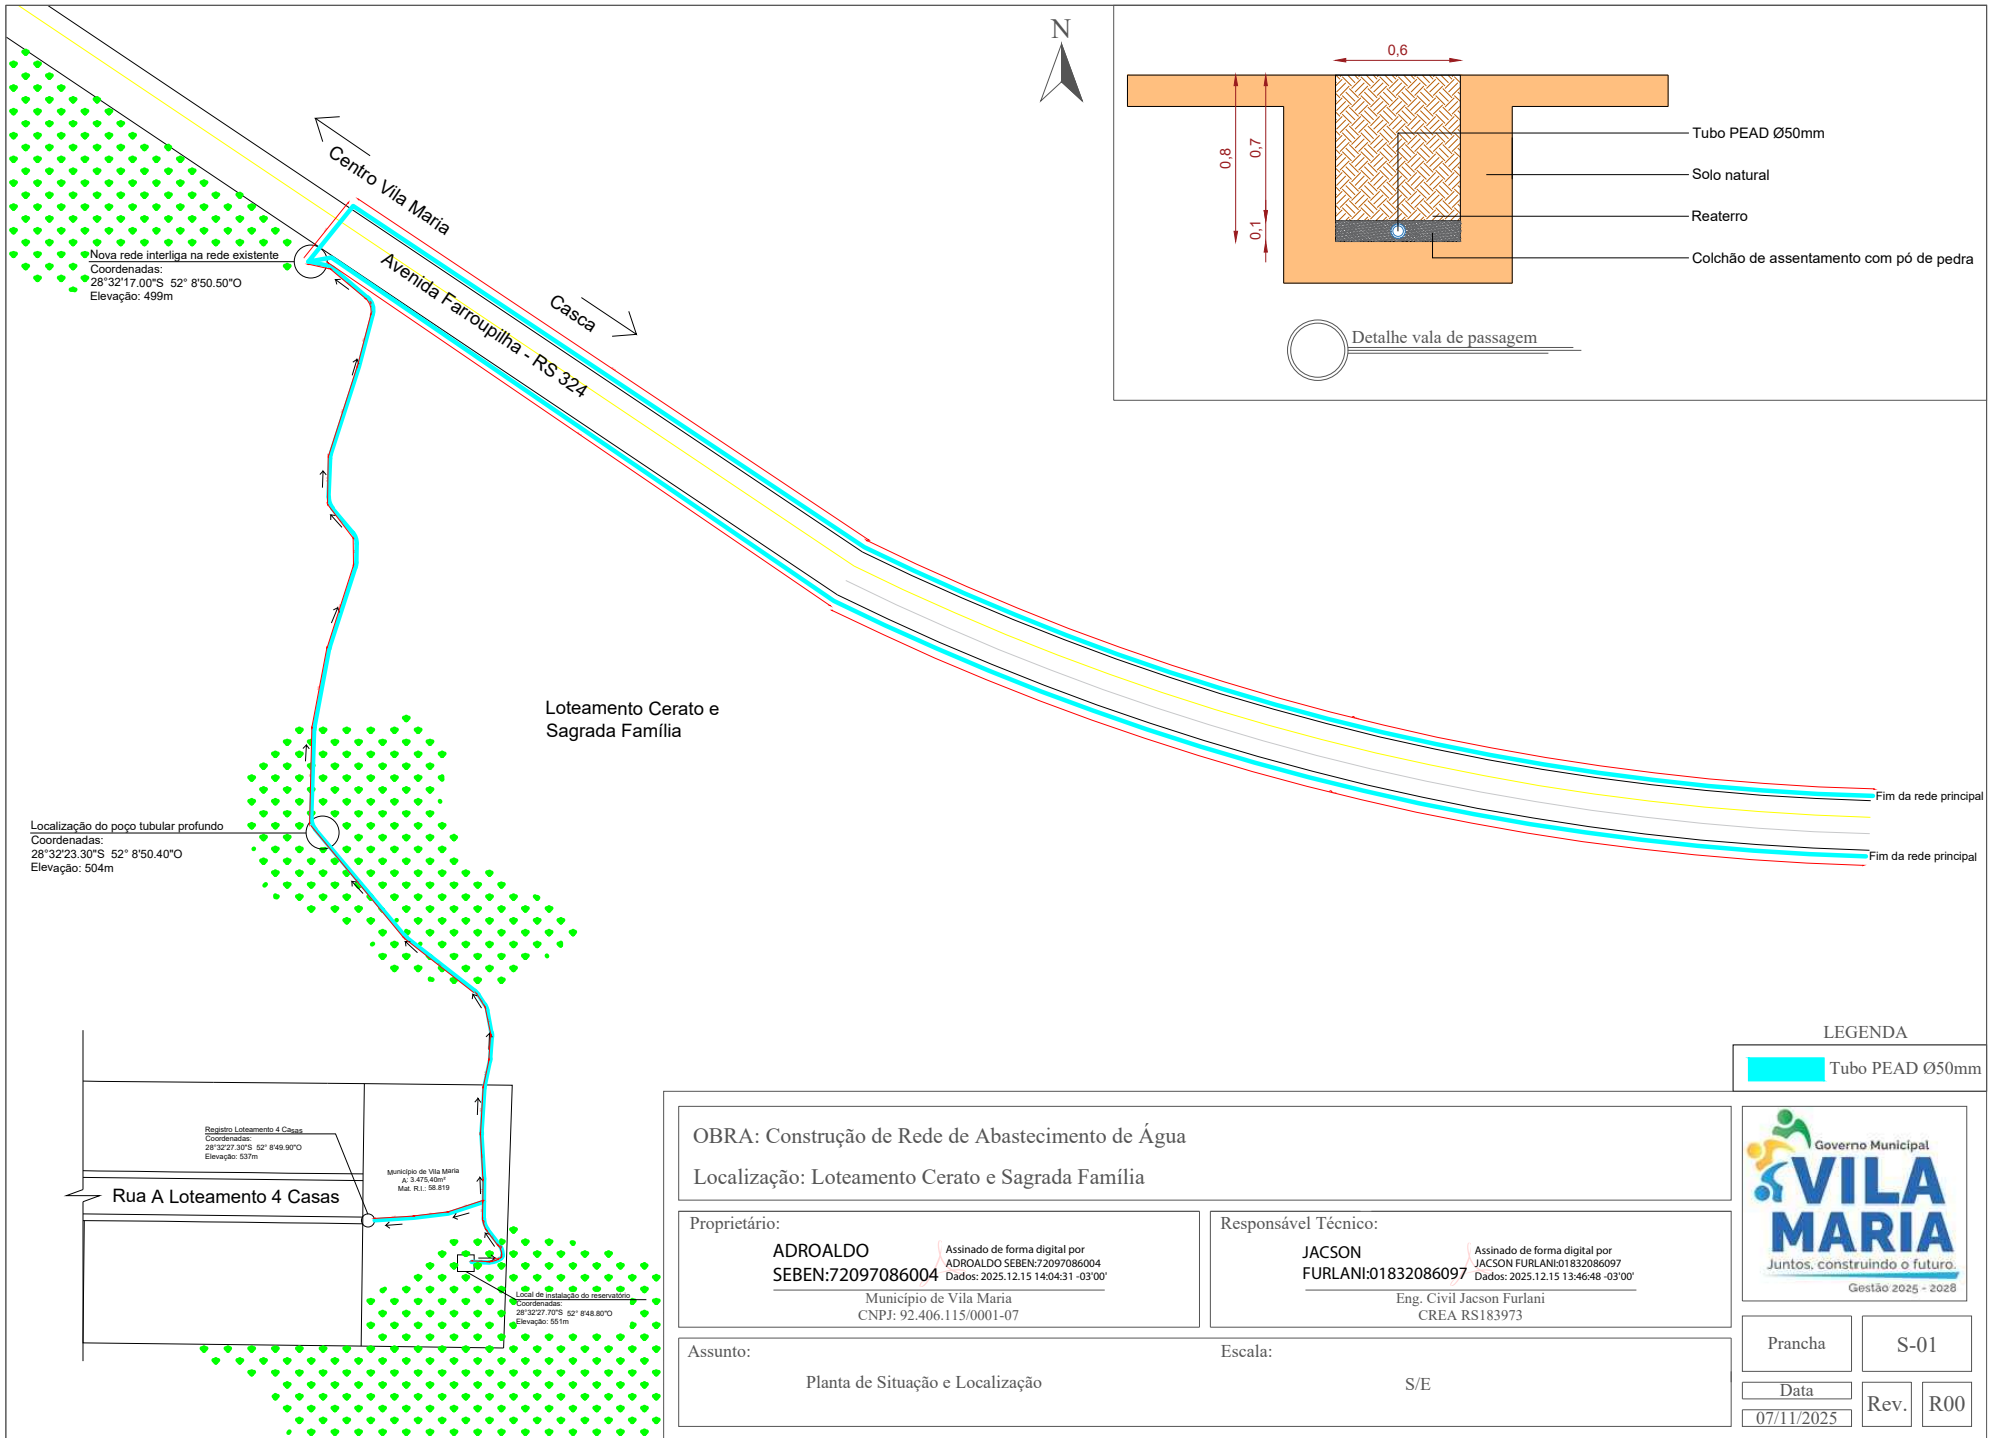 N
0,6
0,8
0,7
0,1
Tubo PEAD Ø50mm
Solo natural
Reaterro
Colchão de assentamento com pó de pedra
Detalhe vala de passagem
Centro Vila Maria
Avenida Farroupilha - RS 324
Casca
Nova rede interliga na rede existente
Coordenadas:
28°32'17.00"S 52° 8'50.50"O
Elevação: 499m
Loteamento Cerato e
Sagrada Família
Fim da rede principal
Fim da rede principal
Localização do poço tubular profundo
Coordenadas:
28°32'23.30"S 52° 8'50.40"O
Elevação: 504m
Registro Loteamento 4 Casas
Coordenadas:
28°32'27.30"S 52° 8'49.90"O
Elevação: 537m
Município de Vila Maria
A: 3.475,40m²
Mat. R.I.: 58.819
Rua A Loteamento 4 Casas
Local de instalação do reservatório
Coordenadas:
28°32'27.70"S 52° 8'48.80"O
Elevação: 551m
LEGENDA
Tubo PEAD Ø50mm
OBRA: Construção de Rede de Abastecimento de Água
Localização: Loteamento Cerato e Sagrada Família
Proprietário:
ADROALDO
SEBEN:72097086004
Assinado de forma digital por
ADROALDO SEBEN:72097086004
Dados: 2025.12.15 14:04:31 -03'00'
Município de Vila Maria
CNPJ: 92.406.115/0001-07
Responsável Técnico:
JACSON
FURLANI:01832086097
Assinado de forma digital por
JACSON FURLANI:01832086097
Dados: 2025.12.15 13:46:48 -03'00'
Eng. Civil Jacson Furlani
CREA RS183973
Assunto:
Planta de Situação e Localização
Escala:
S/E
Governo Municipal
VILA
MARIA
Juntos, construindo o futuro.
Gestão 2025 - 2028
Prancha
S-01
Data
07/11/2025
Rev.
R00